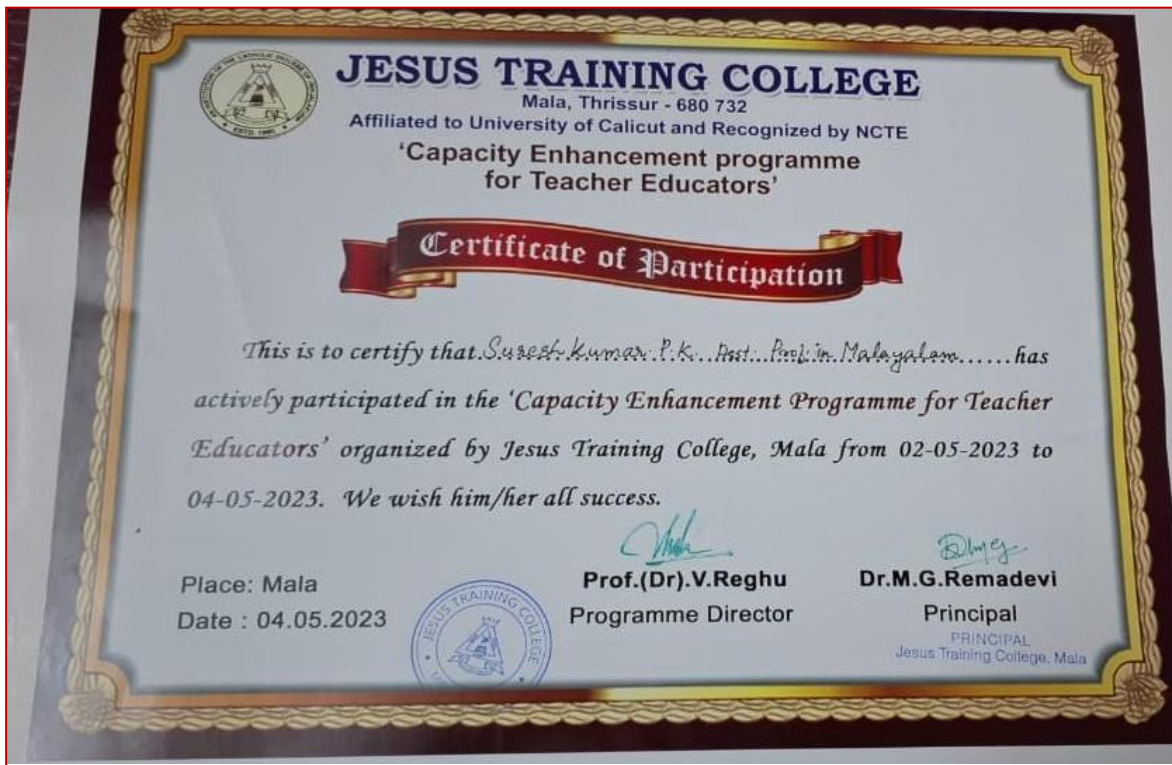 JESUS TRAINING COLLEGE
Mala, Thrissur - 680 732
Affiliated to University of Calicut and Recognized by NCTE
‘Capacity Enhancement programme
for Teacher Educators’
Certificate of Participation
This is to certify that Suresh Kumar P.K. Asst. Prof. in Malayalam ...... has
actively participated in the ‘Capacity Enhancement Programme for Teacher
Educators’ organized by Jesus Training College, Mala from 02-05-2023 to
04-05-2023. We wish him/her all success.
Place: Mala
Date : 04.05.2023
JESUS TRAINING COLLEGE
Prof.(Dr).V.Reghu
Programme Director
Dr.M.G.Remadevi
Principal
PRINCIPAL
Jesus Training College, Mala